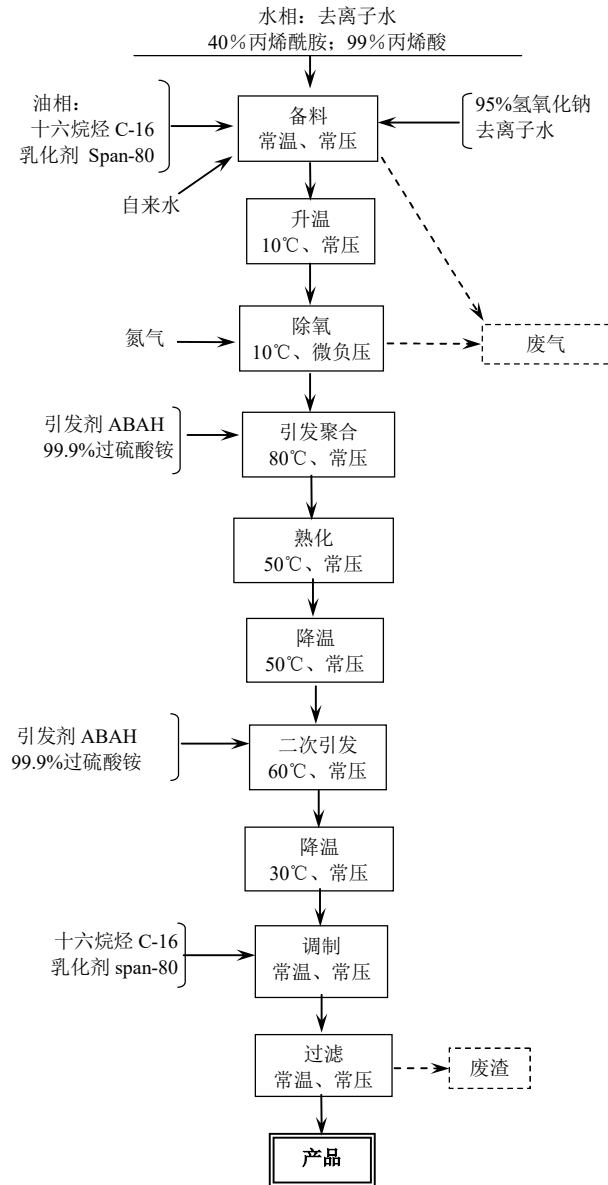 水相：去离子水
40％丙烯酰胺；99％丙烯酸
油相：
十六烷烃 C-16
乳化剂 Span-80
备料
常温、常压
95%氢氧化钠
去离子水
自来水
升温
10℃、常压
氮气
除氧
10℃、微负压
废气
引发剂 ABAH
99.9%过硫酸铵
引发聚合
80℃、常压
熟化
50℃、常压
降温
50℃、常压
引发剂 ABAH
99.9%过硫酸铵
二次引发
60℃、常压
降温
30℃、常压
十六烷烃 C-16
乳化剂 span-80
调制
常温、常压
过滤
常温、常压
废渣
产品